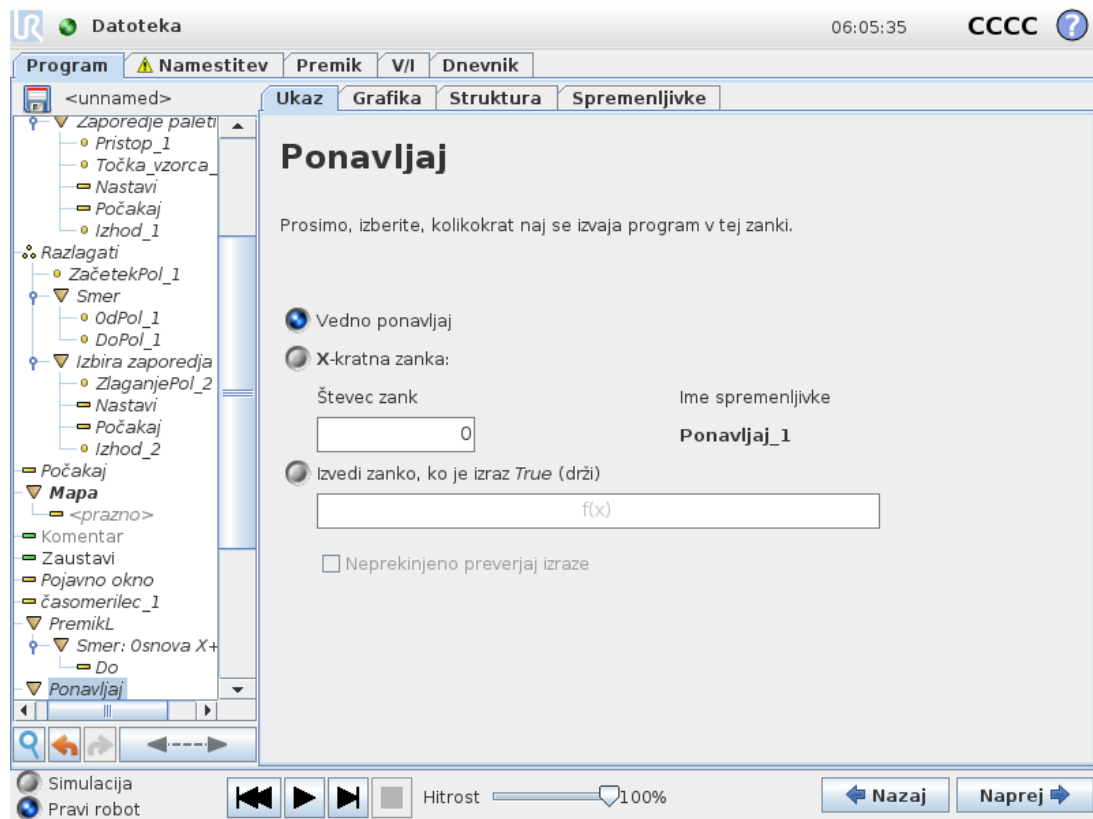 Datoteka
06:05:35
CCCC
?
Program
Namestitev
Premik
V/I
Dnevnik
<unnamed>
Ukaz
Grafika
Struktura
Spremenljivke
Zaporedje paleti
Pristop_1
Točka_vzorca_
Nastavi
Počakaj
Izhod_1
Razlagati
ZačetekPol_1
Smer
OdPol_1
DoPol_1
Izbira zaporedja
ZlaganjePol_2
Nastavi
Počakaj
Izhod_2
Počakaj
Mapa
<prazno>
Komentar
Zaustavi
Pojavno okno
časomerilec_1
PremikL
Smer: Osnova X+
Do
Ponavljaj
Ponavljaj
Prosimo, izberite, kolikokrat naj se izvaja program v tej zanki.
Vedno ponavljaj
X-kratna zanka:
Števec zank
Ime spremenljivke
0
Ponavljaj_1
Izvedi zanko, ko je izraz True (drži)
f(x)
Neprekinjeno preverjaj izraze
Simulacija
Pravi robot
Hitrost
100%
Nazaj
Naprej